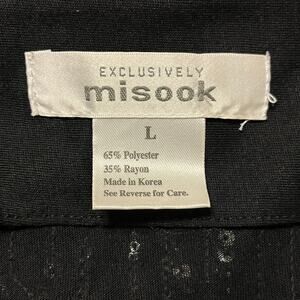 EXCLUSIVELY
misook
L
65% Polyester
35% Rayon
Made in Korea
See Reverse for Care.